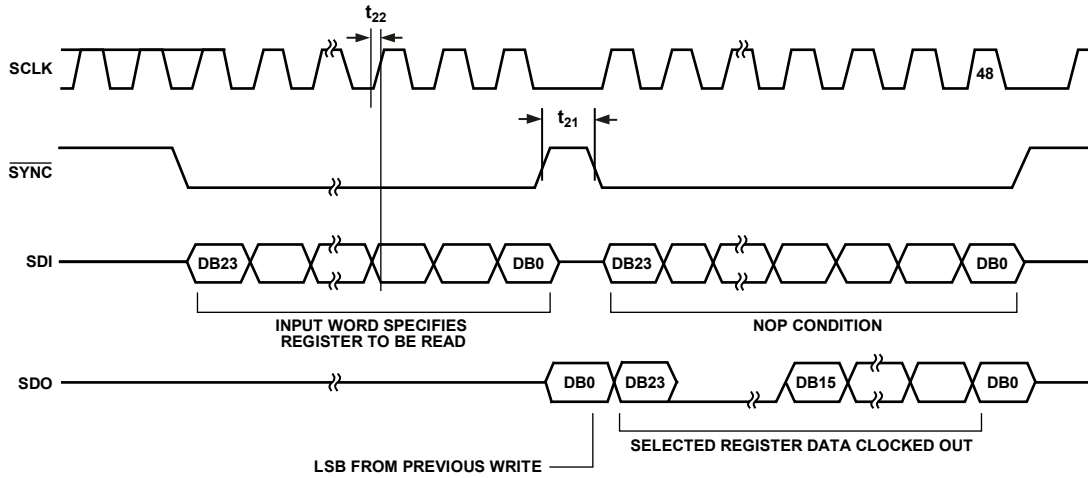 t22
SCLK
48
t21
SYNC
SDI
DB23
DB0
DB23
DB0
INPUT WORD SPECIFIES
REGISTER TO BE READ
NOP CONDITION
SDO
DB0
DB23
DB15
DB0
SELECTED REGISTER DATA CLOCKED OUT
LSB FROM PREVIOUS WRITE